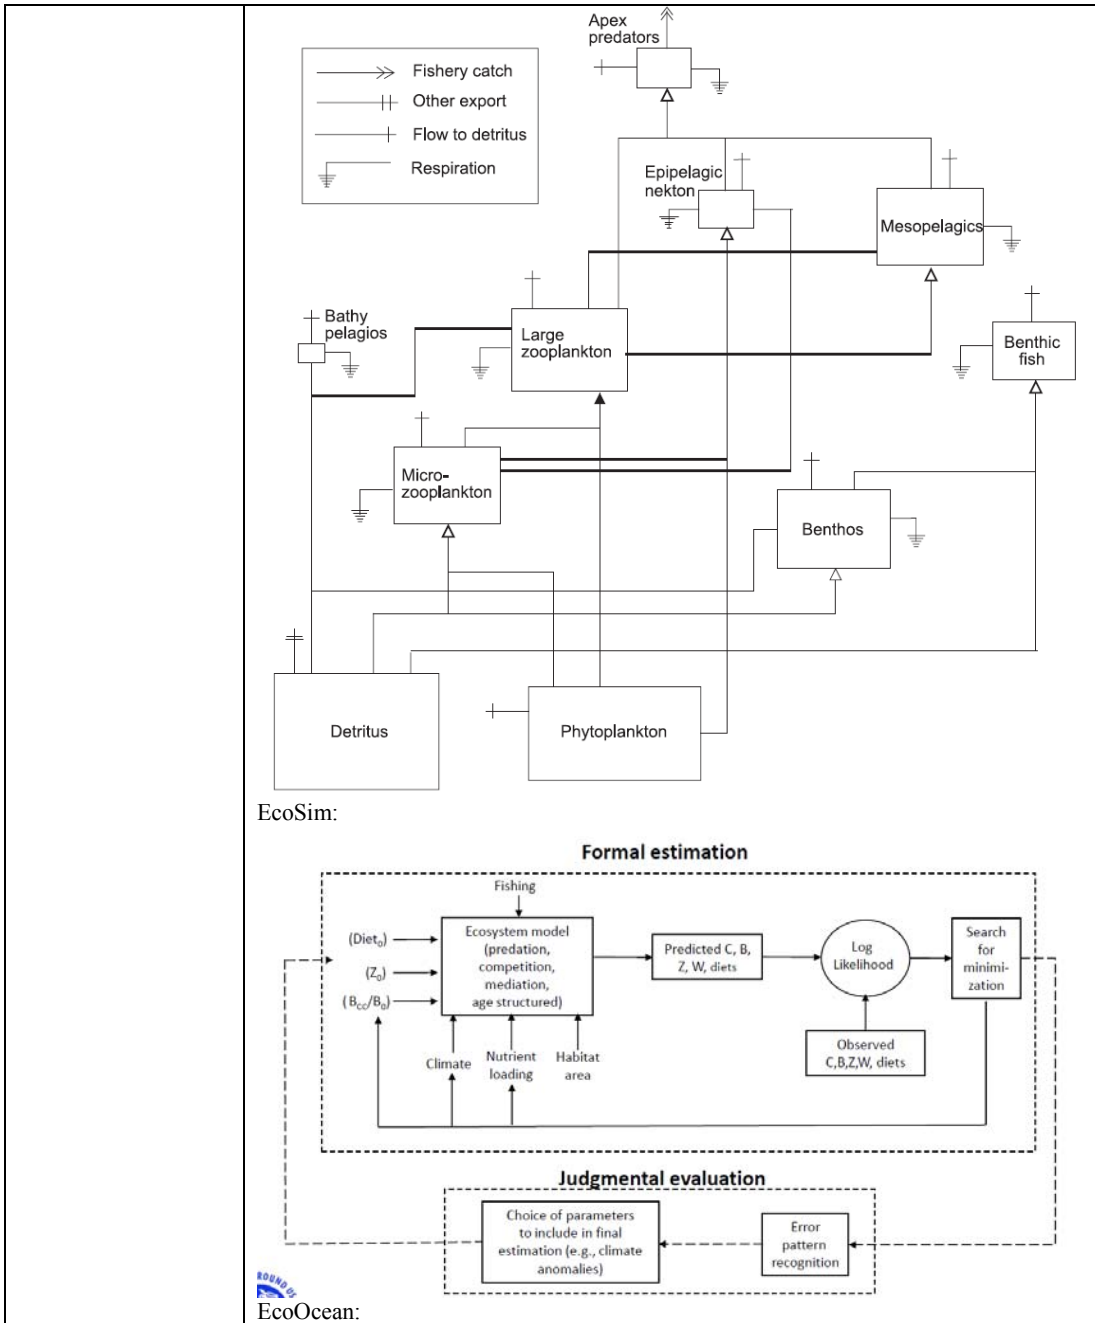 Apex
predators
Fishery catch
Other export
Flow to detritus
Respiration
Epipelagic
nekton
Mesopelagics
Bathy
pelagios
Large
zooplankton
Benthic
fish
Micro-
zooplankton
Benthos
Detritus
Phytoplankton
EcoSim:
Formal estimation
Fishing
(Diet₀)
(Z₀)
(Bcc/B₀)
Ecosystem model
(predation,
competition,
mediation,
age structured)
Predicted C, B,
Z, W, diets
Log
Likelihood
Search
for
minimi-
zation
Observed
C,B,Z,W, diets
Climate
Nutrient
loading
Habitat
area
Judgmental evaluation
Choice of parameters
to include in final
estimation (e.g., climate
anomalies)
Error
pattern
recognition
ROUND US
EcoOcean: